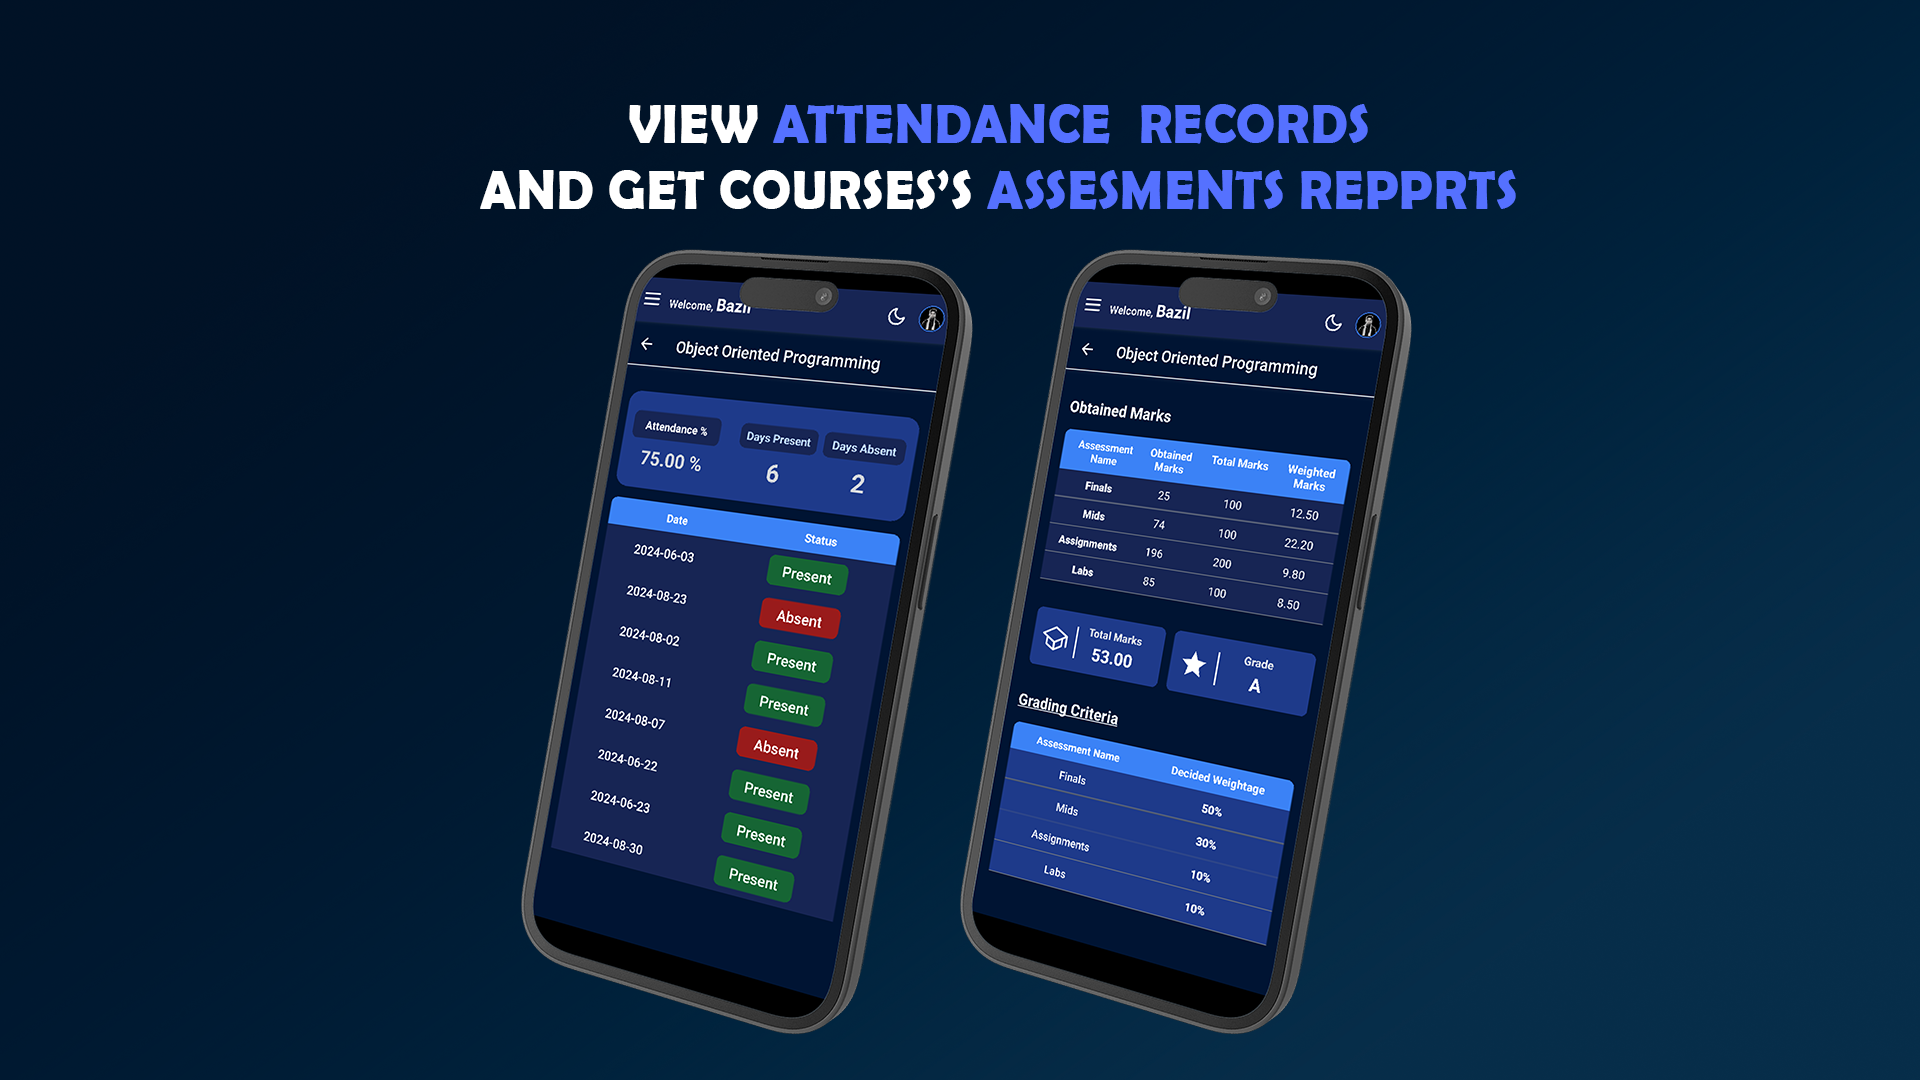 VIEW ATTENDANCE RECORDS
AND GET COURSES'S ASSESMENTS REPPRTS
Welcome, Bazil
Object Oriented Programming
Attendance % Days Present Days Absent
75.00 % 6 2
Date Status
2024-06-03 Present
2024-08-23 Absent
2024-08-02 Present
2024-08-11 Present
2024-08-07 Absent
2024-06-22 Present
2024-06-23 Present
2024-08-30 Present
Welcome, Bazil
Object Oriented Programming
Obtained Marks
Assessment Name Obtained Marks Total Marks Weighted Marks
Finals 25 100 12.50
Mids 74 100 22.20
Assignments 196 200 9.80
Labs 85 100 8.50
Total Marks
53.00
Grade
A
Grading Criteria
Assessment Name Decided Weightage
Finals 50%
Mids 30%
Assignments 10%
Labs 10%